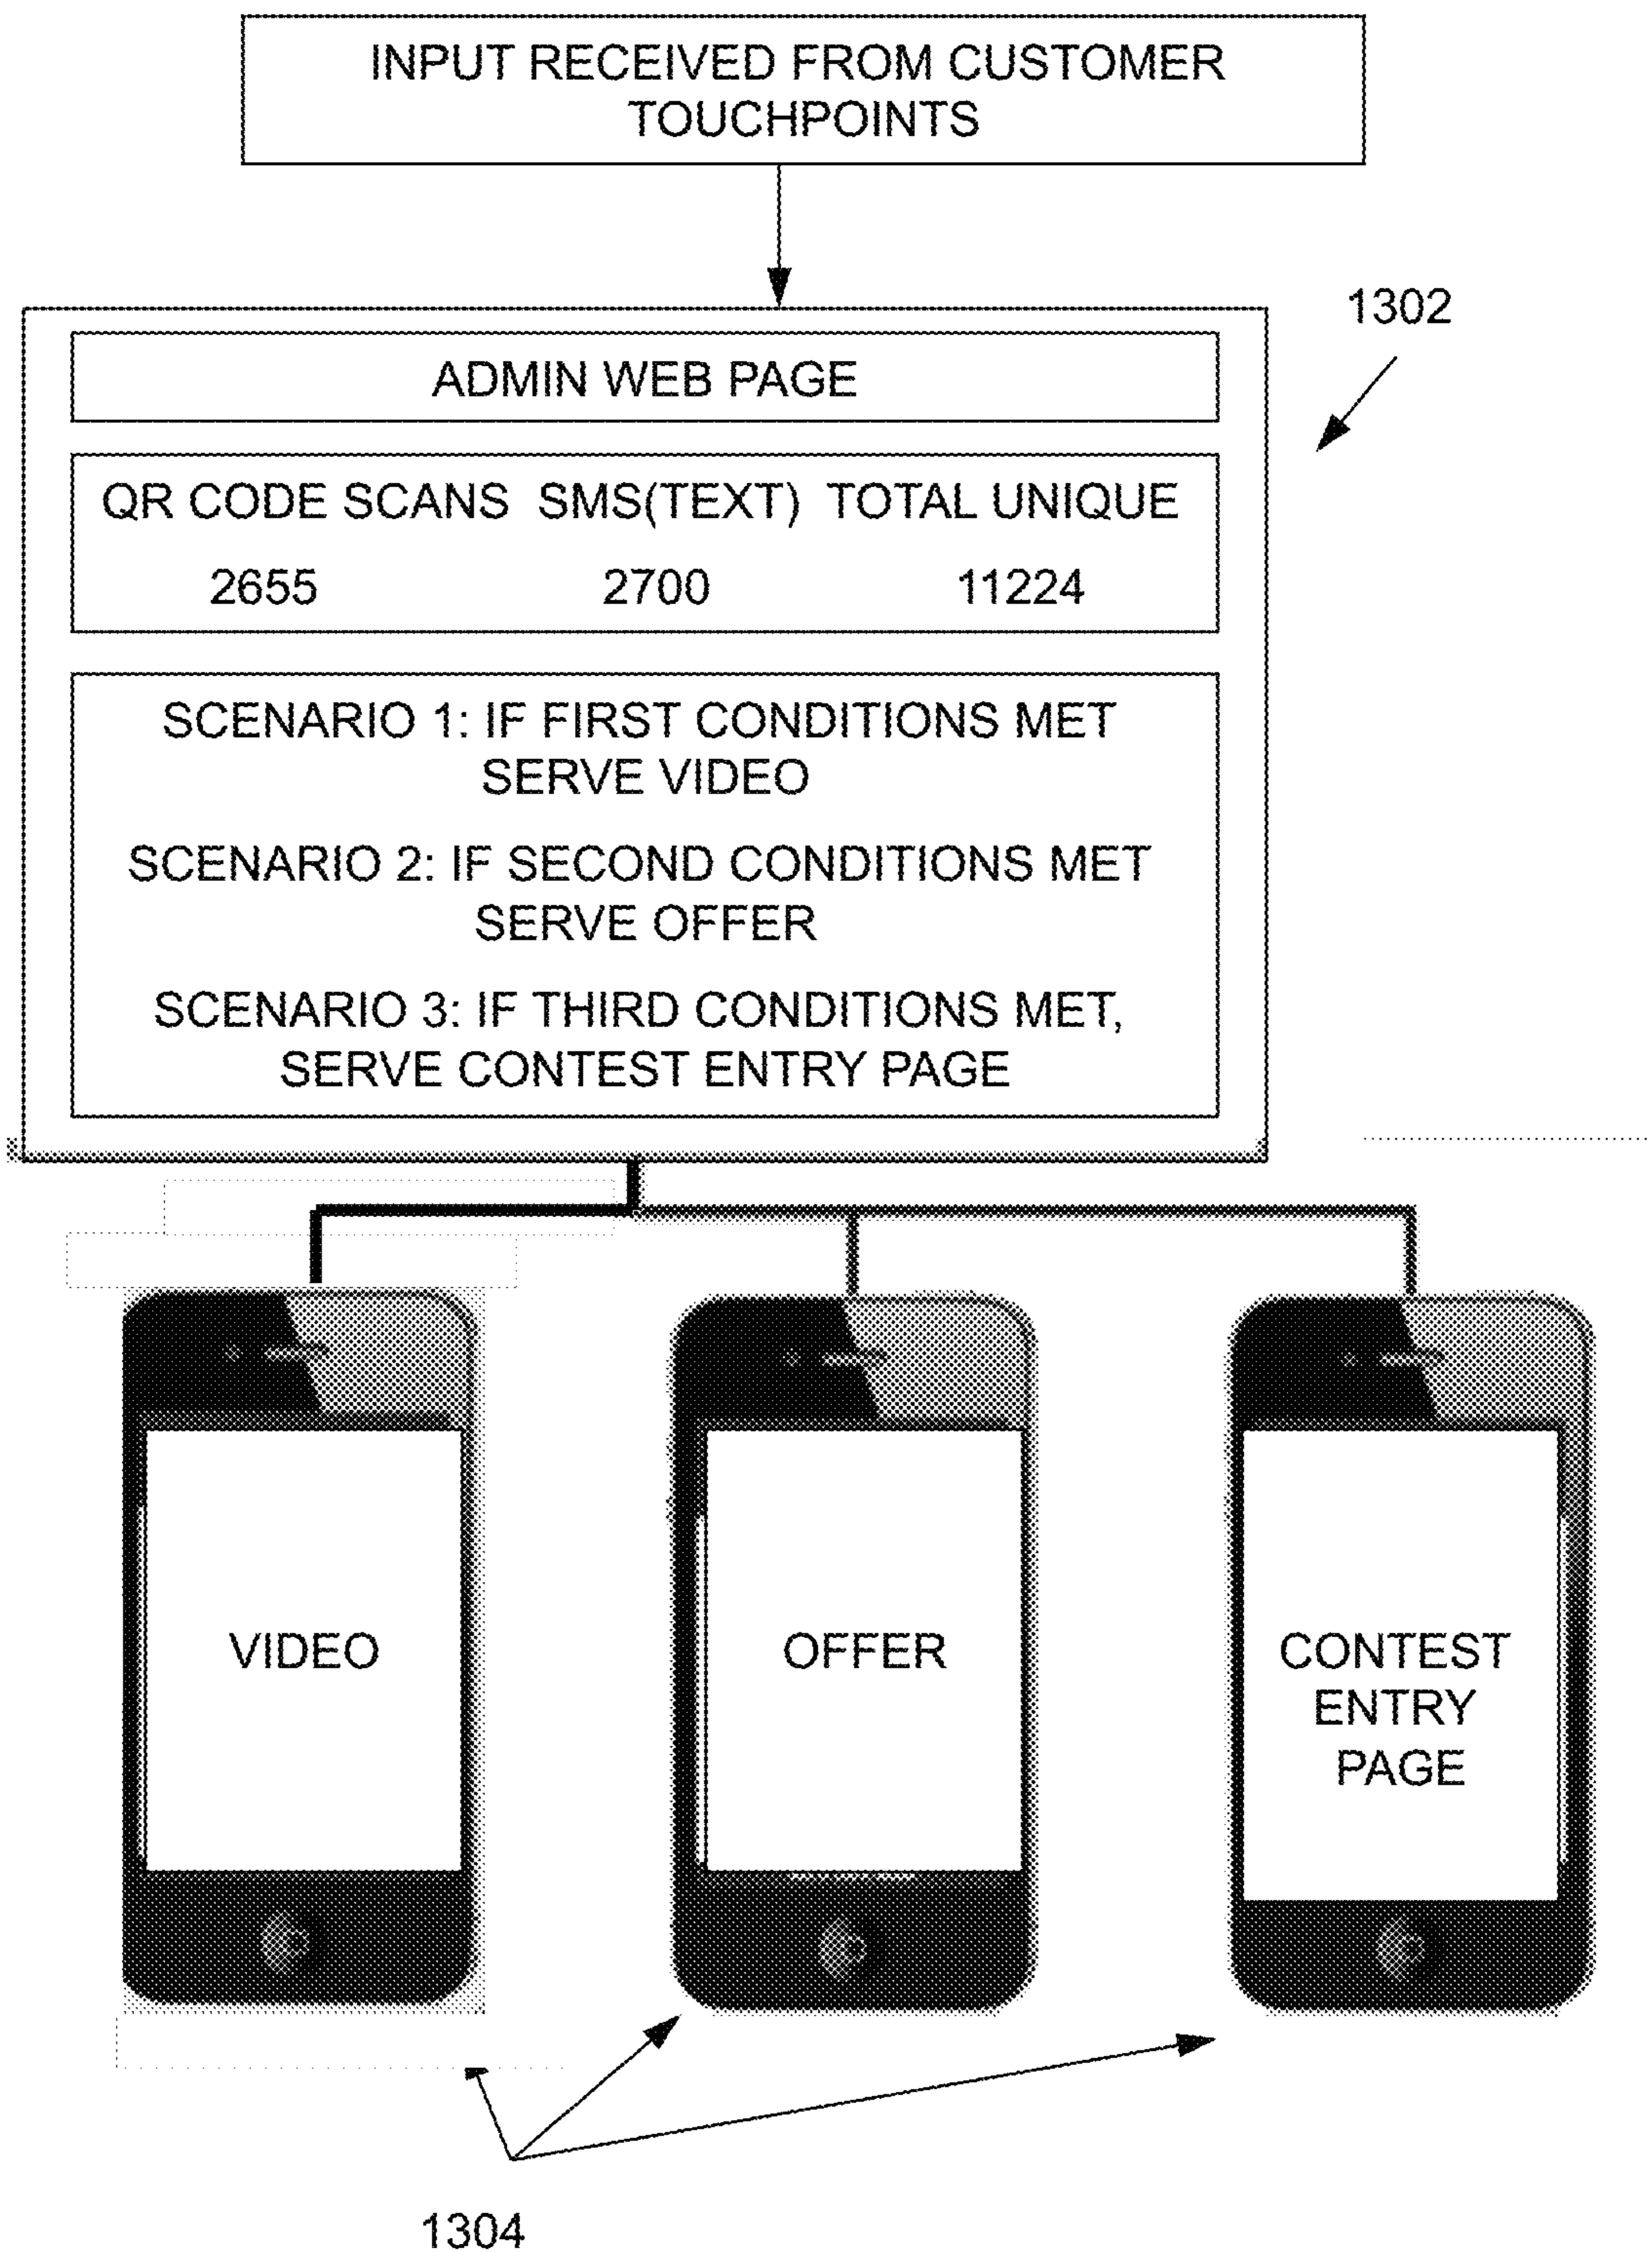 INPUT RECEIVED FROM CUSTOMER
TOUCHPOINTS
1302
ADMIN WEB PAGE
QR CODE SCANS SMS(TEXT) TOTAL UNIQUE
2655 2700 11224
SCENARIO 1: IF FIRST CONDITIONS MET
SERVE VIDEO
SCENARIO 2: IF SECOND CONDITIONS MET
SERVE OFFER
SCENARIO 3: IF THIRD CONDITIONS MET,
SERVE CONTEST ENTRY PAGE
VIDEO
OFFER
CONTEST
ENTRY
PAGE
1304